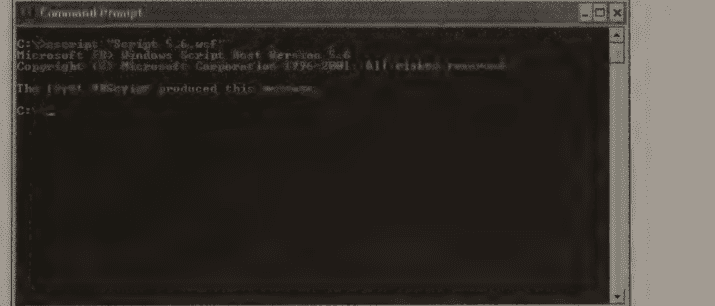 Command Prompt
C:\>cscript "Script 5.6.wsf"
Microsoft (R) Windows Script Host Version 5.6
Copyright (C) Microsoft Corporation 1996-2001. All rights reserved.
The first VBScript produced this message
C:\>